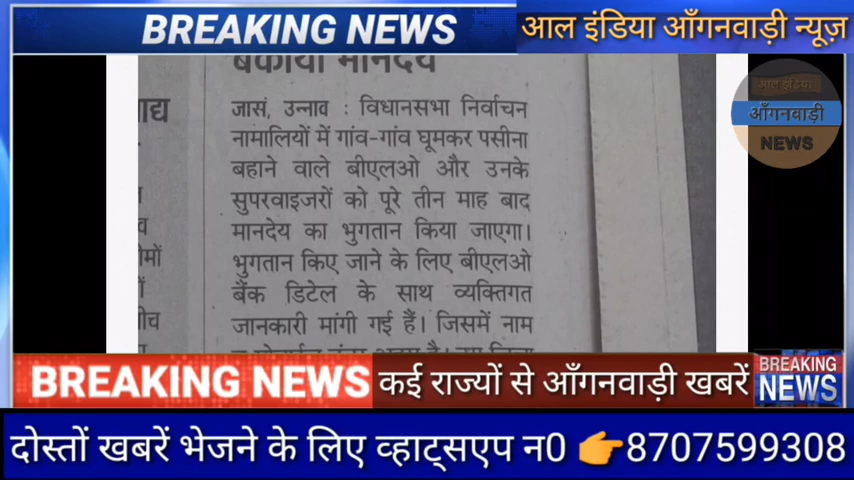 BREAKING NEWS
आल इंडिया आँगनवाड़ी न्यूज़
बकाया मानदेय
आल इंडिया
आँगनवाड़ी
NEWS
ाद्य
जासं, उन्नाव : विधानसभा निर्वाचन
नामालियों में गांव-गांव घूमकर पसीना
बहाने वाले बीएलओ और उनके
सुपरवाइजरों को पूरे तीन माह बाद
मानदेय का भुगतान किया जाएगा।
भुगतान किए जाने के लिए बीएलओ
बैंक डिटेल के साथ व्यक्तिगत
जानकारी मांगी गई हैं। जिसमें नाम
BREAKING NEWS
कई राज्यों से आँगनवाड़ी खबरें
BREAKING
NEWS
दोस्तों खबरें भेजने के लिए व्हाट्सएप न0 👉8707599308